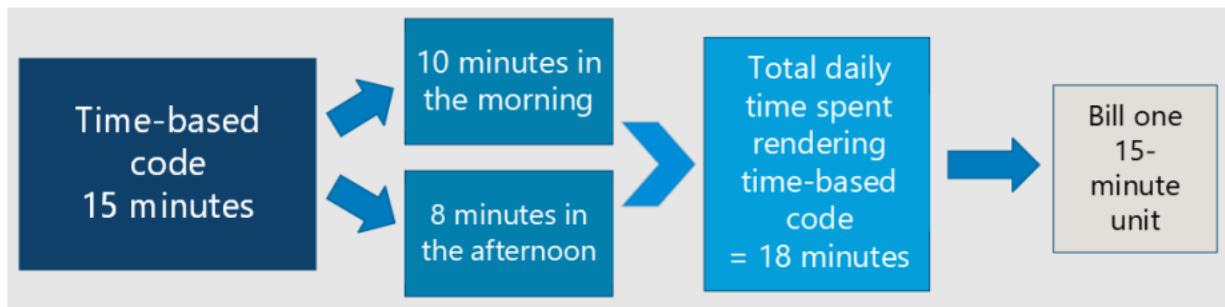 Time-based
code
15 minutes
10 minutes in
the morning
8 minutes in
the afternoon
Total daily
time spent
rendering
time-based
code
= 18 minutes
Bill one
15-
minute
unit